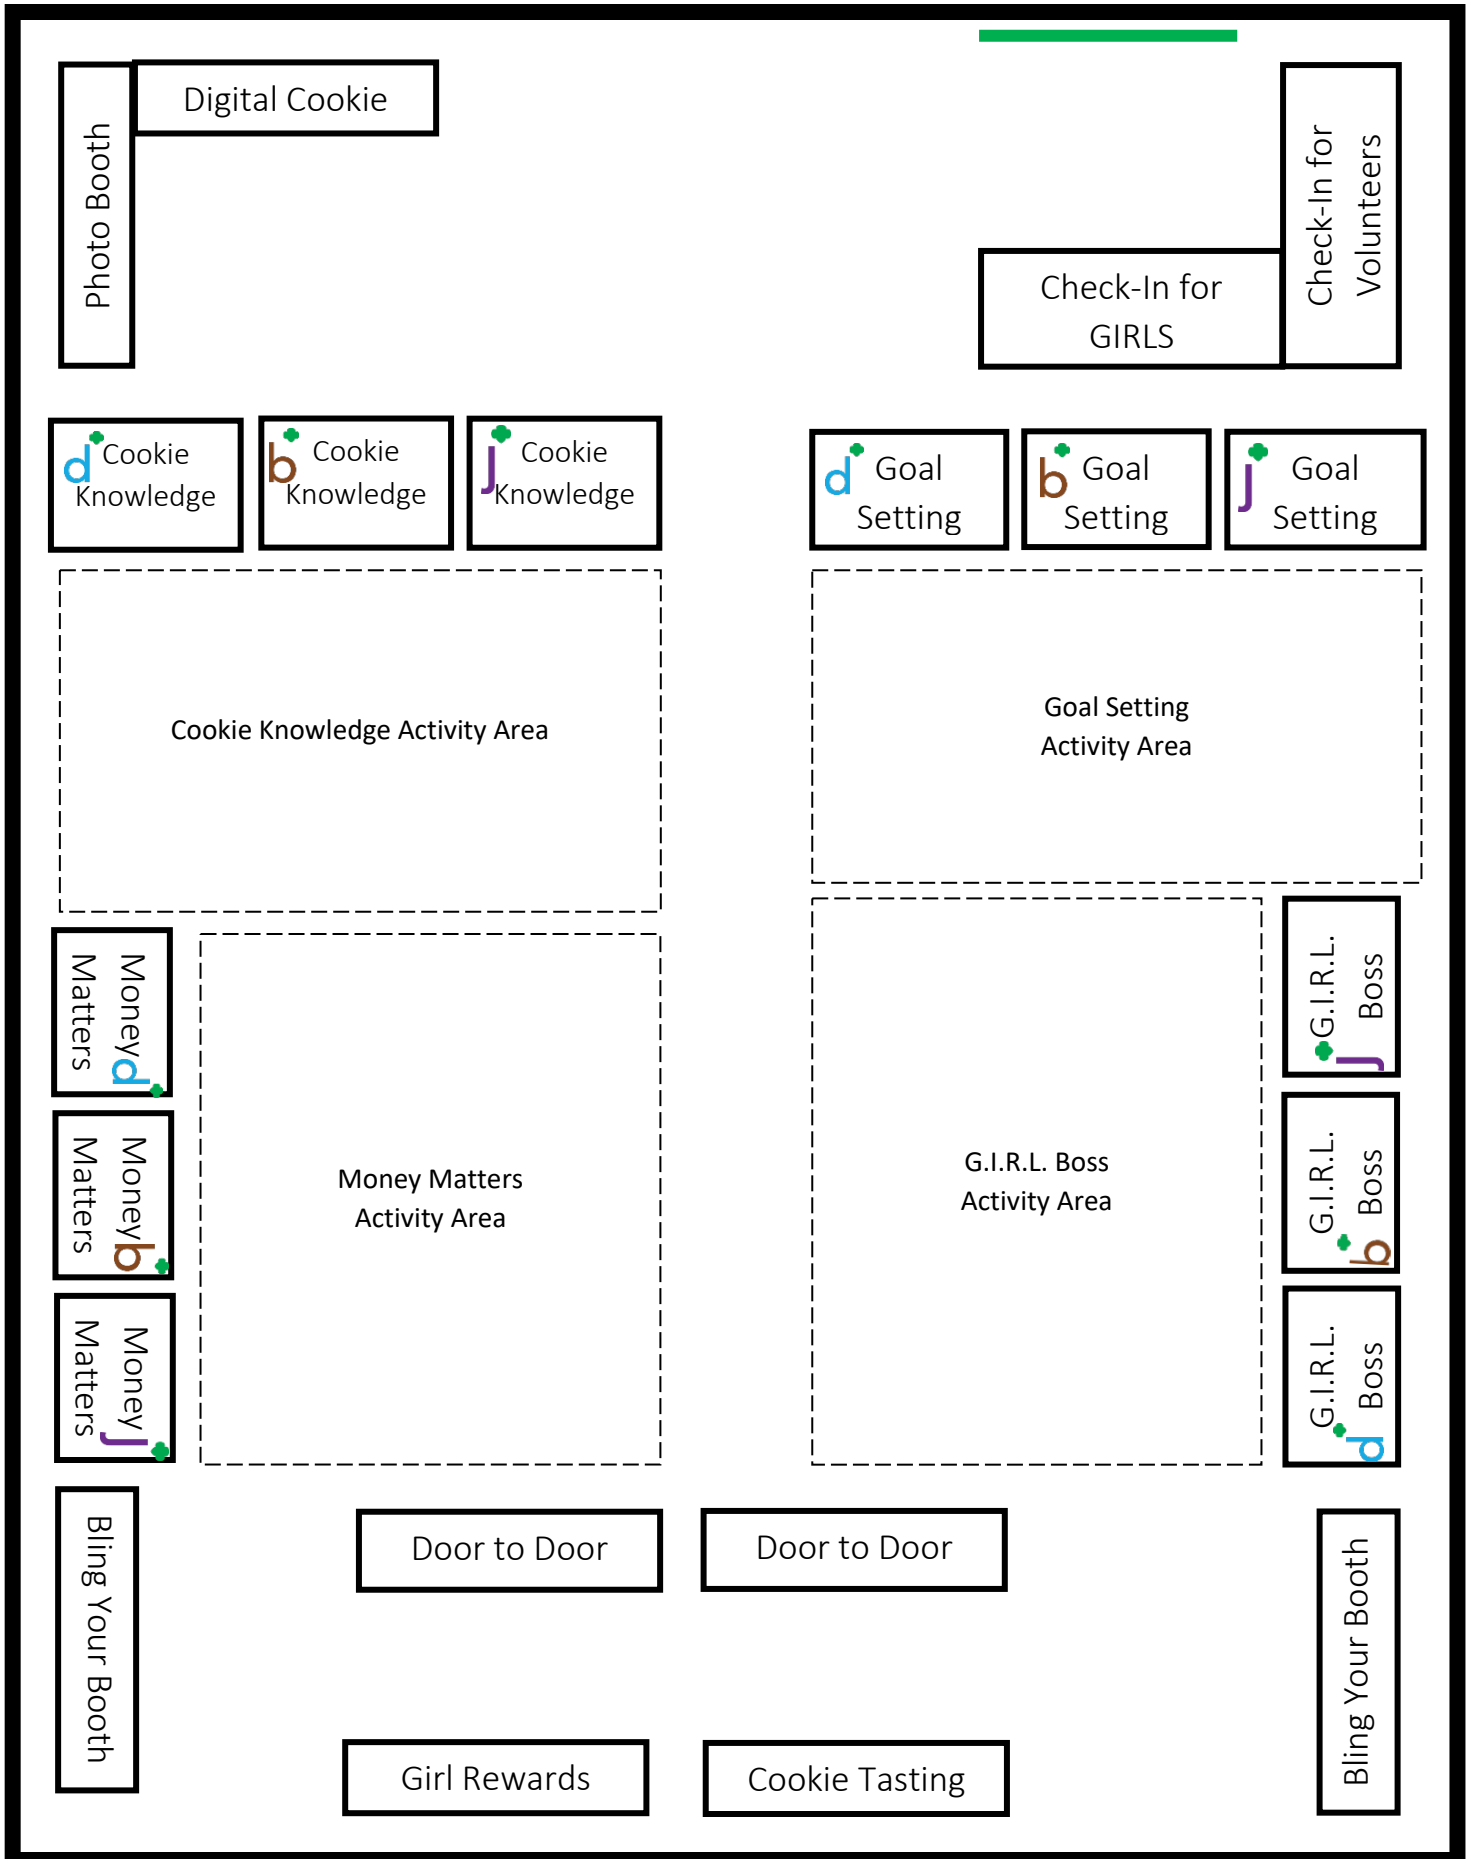 Digital Cookie
Photo Booth
Check-In for
Volunteers
Check-In for
GIRLS
d Cookie
Knowledge
b Cookie
Knowledge
j Cookie
Knowledge
d Goal
Setting
b Goal
Setting
j Goal
Setting
Cookie Knowledge Activity Area
Goal Setting
Activity Area
Money d
Matters
Money b
Matters
Money j
Matters
Money Matters
Activity Area
G.I.R.L. Boss
Activity Area
G.I.R.L.
j Boss
G.I.R.L.
b Boss
G.I.R.L.
d Boss
Bling Your Booth
Door to Door
Door to Door
Bling Your Booth
Girl Rewards
Cookie Tasting